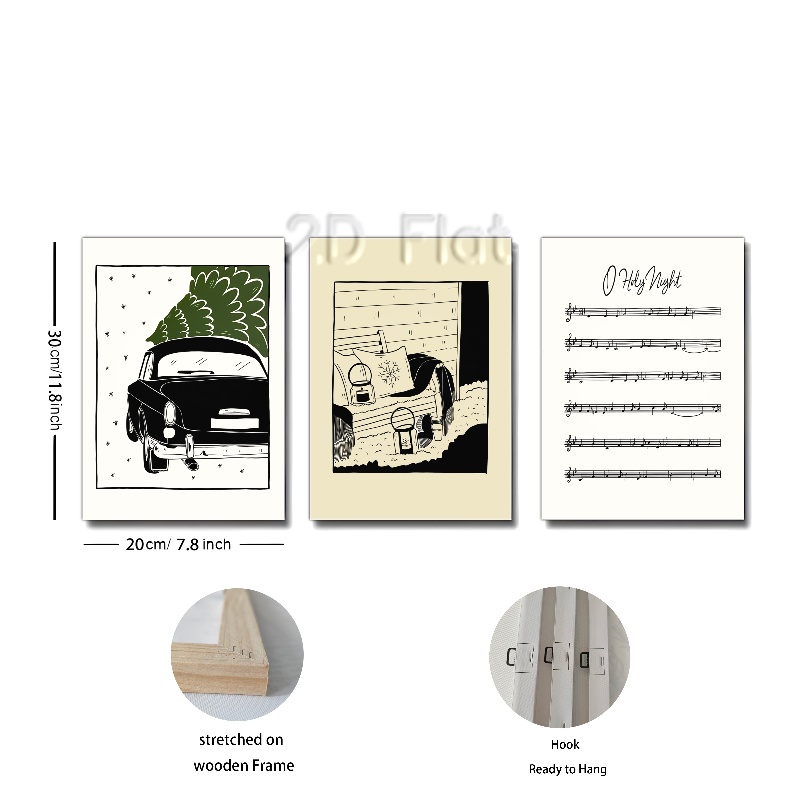 2D Flat
O Holy Night
30cm/11.8inch
20cm/ 7.8 inch
stretched on
wooden Frame
Hook
Ready to Hang